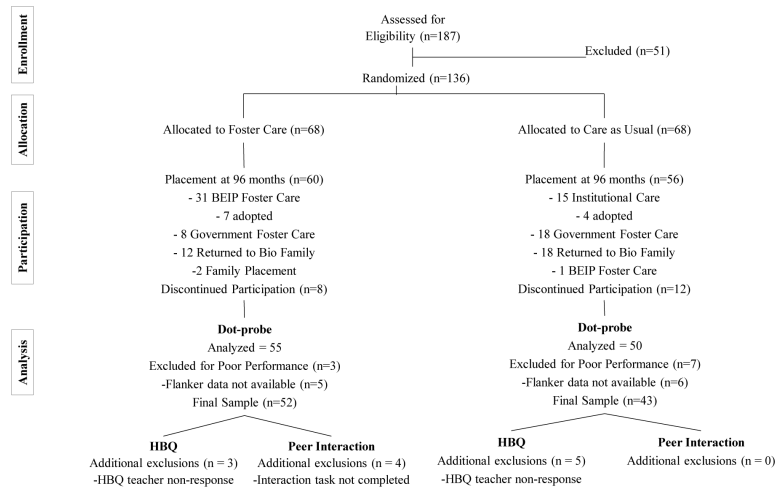 Enrollment
Assessed for
Eligibility (n=187)
Excluded (n=51)
Randomized (n=136)
Allocation
Allocated to Foster Care (n=68)
Allocated to Care as Usual (n=68)
Participation
Placement at 96 months (n=60)
- 31 BEIP Foster Care
- 7 adopted
- 8 Government Foster Care
- 12 Returned to Bio Family
-2 Family Placement
Discontinued Participation (n=8)
Placement at 96 months (n=56)
- 15 Institutional Care
- 4 adopted
- 18 Government Foster Care
- 18 Returned to Bio Family
- 1 BEIP Foster Care
Discontinued Participation (n=12)
Analysis
Dot-probe
Analyzed = 55
Excluded for Poor Performance (n=3)
-Flanker data not available (n=5)
Final Sample (n=52)
Dot-probe
Analyzed = 50
Excluded for Poor Performance (n=7)
-Flanker data not available (n=6)
Final Sample (n=43)
HBQ
Additional exclusions (n = 3)
-HBQ teacher non-response
Peer Interaction
Additional exclusions (n = 4)
-Interaction task not completed
HBQ
Additional exclusions (n = 5)
-HBQ teacher non-response
Peer Interaction
Additional exclusions (n = 0)